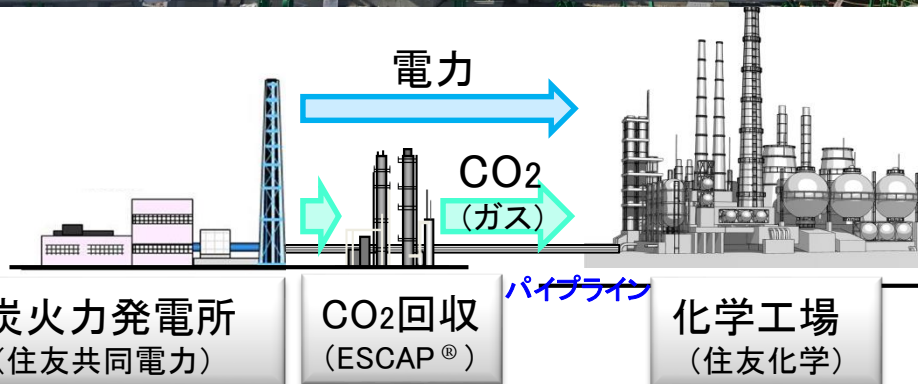 電力
CO2
(ガス)
パイプライン
炭火力発電所
(住友共同電力)
CO2回収
(ESCAP®)
化学工場
(住友化学)